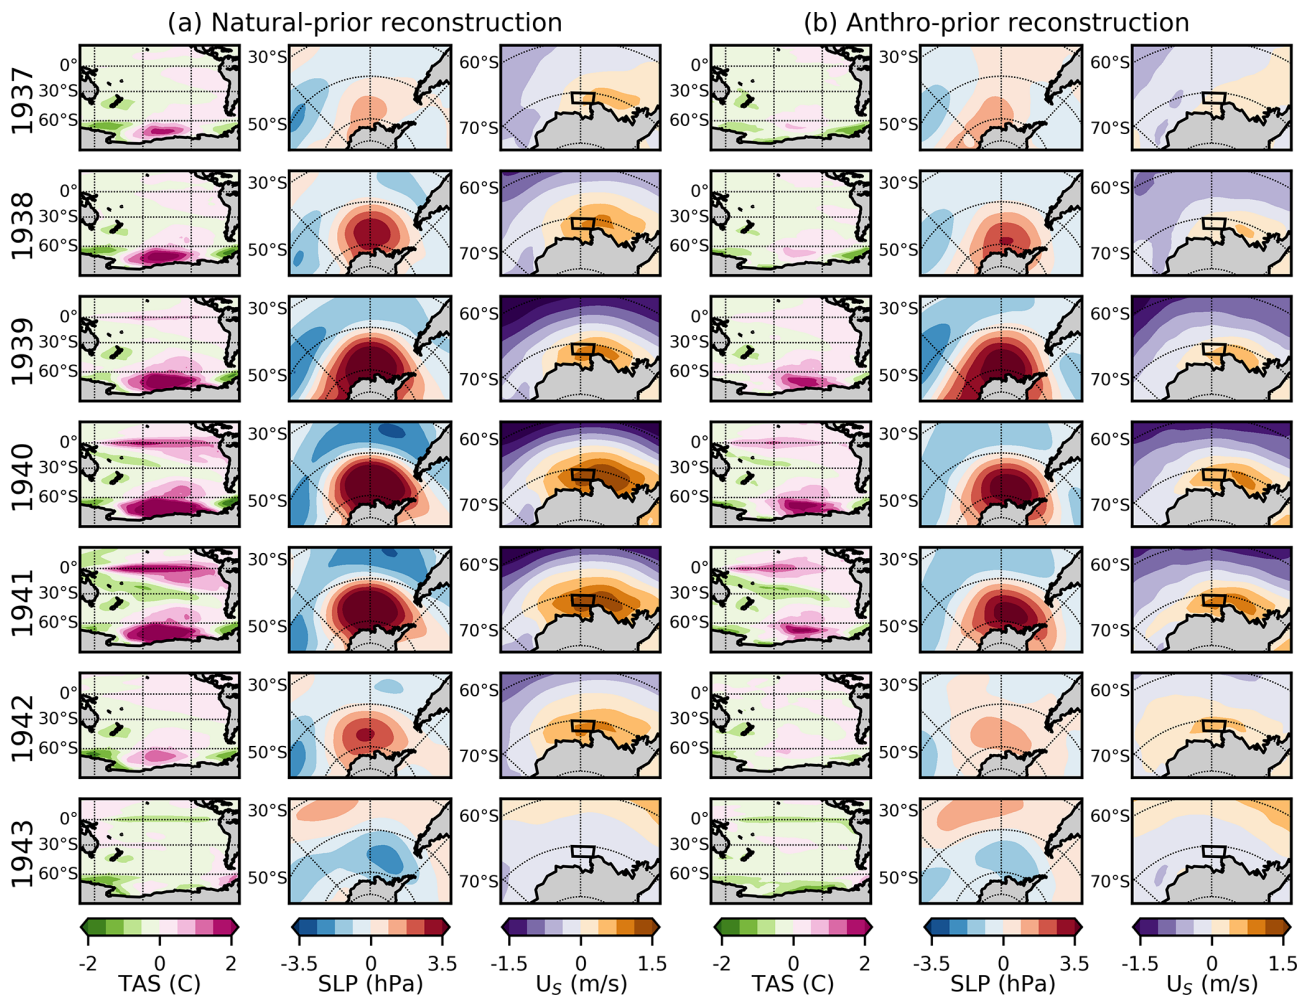 (a) Natural-prior reconstruction (b) Anthro-prior reconstruction
1937 0° 30°S 60°S 30°S 50°S 60°S 70°S 0° 30°S 60°S 30°S 50°S 60°S 70°S
1938 0° 30°S 60°S 30°S 50°S 60°S 70°S 0° 30°S 60°S 30°S 50°S 60°S 70°S
1939 0° 30°S 60°S 30°S 50°S 60°S 70°S 0° 30°S 60°S 30°S 50°S 60°S 70°S
1940 0° 30°S 60°S 30°S 50°S 60°S 70°S 0° 30°S 60°S 30°S 50°S 60°S 70°S
1941 0° 30°S 60°S 30°S 50°S 60°S 70°S 0° 30°S 60°S 30°S 50°S 60°S 70°S
1942 0° 30°S 60°S 30°S 50°S 60°S 70°S 0° 30°S 60°S 30°S 50°S 60°S 70°S
1943 0° 30°S 60°S 30°S 50°S 60°S 70°S 0° 30°S 60°S 30°S 50°S 60°S 70°S
-2 0 2 -3.5 0 3.5 -1.5 0 1.5 -2 0 2 -3.5 0 3.5 -1.5 0 1.5
TAS (C) SLP (hPa) U_S (m/s) TAS (C) SLP (hPa) U_S (m/s)